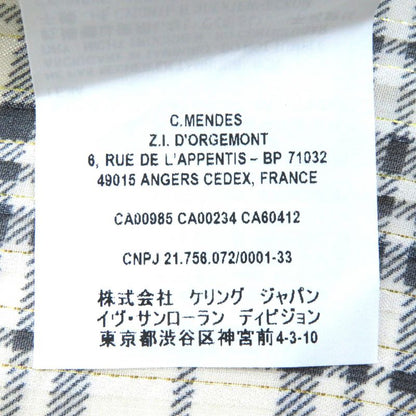 C.MENDES
Z.I. D'ORGEMONT
6, RUE DE L'APPENTIS – BP 71032
49015 ANGERS CEDEX, FRANCE
CA00985 CA00234 CA60412
CNPJ 21.756.072/0001-33
株式会社 ケリング ジャパン
イヴ・サンローラン ディビジョン
東京都渋谷区神宮前4-3-10